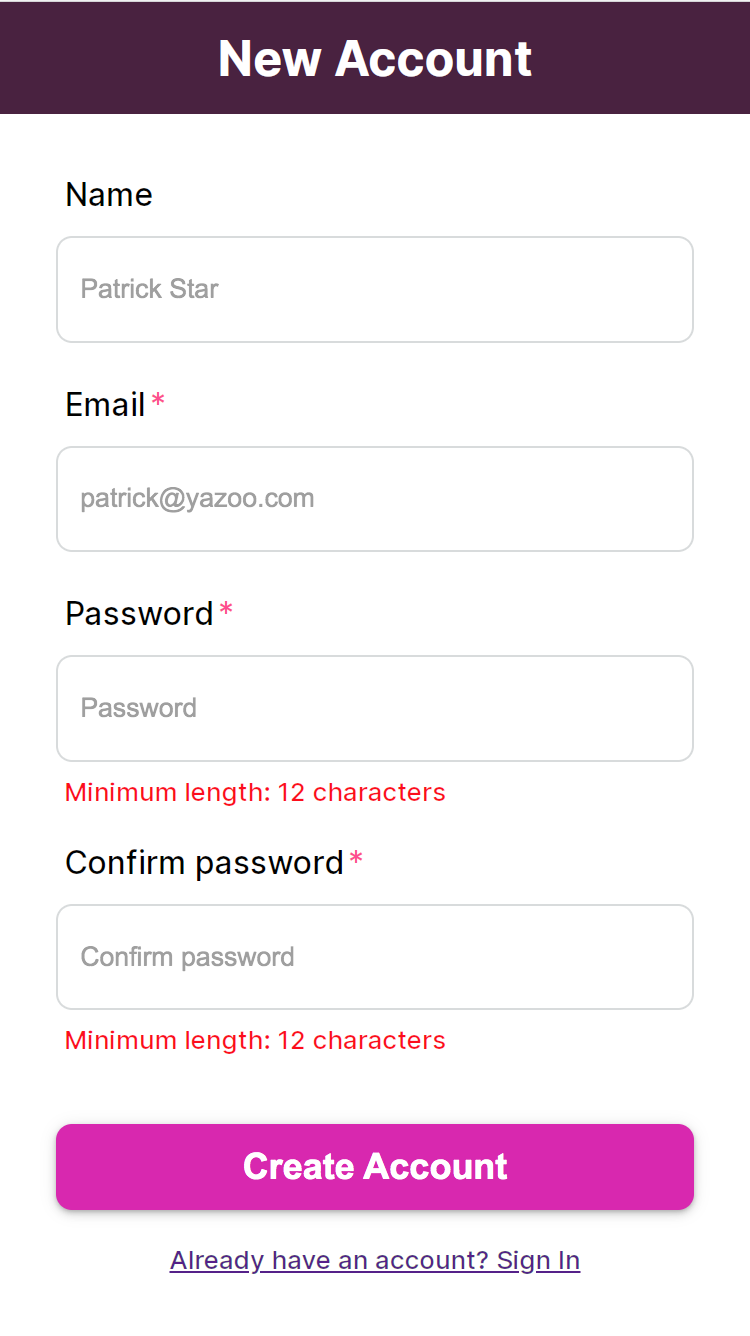 New Account
Name
Patrick Star
Email *
patrick@yazoo.com
Password *
Password
Minimum length: 12 characters
Confirm password *
Confirm password
Minimum length: 12 characters
Create Account
Already have an account? Sign In